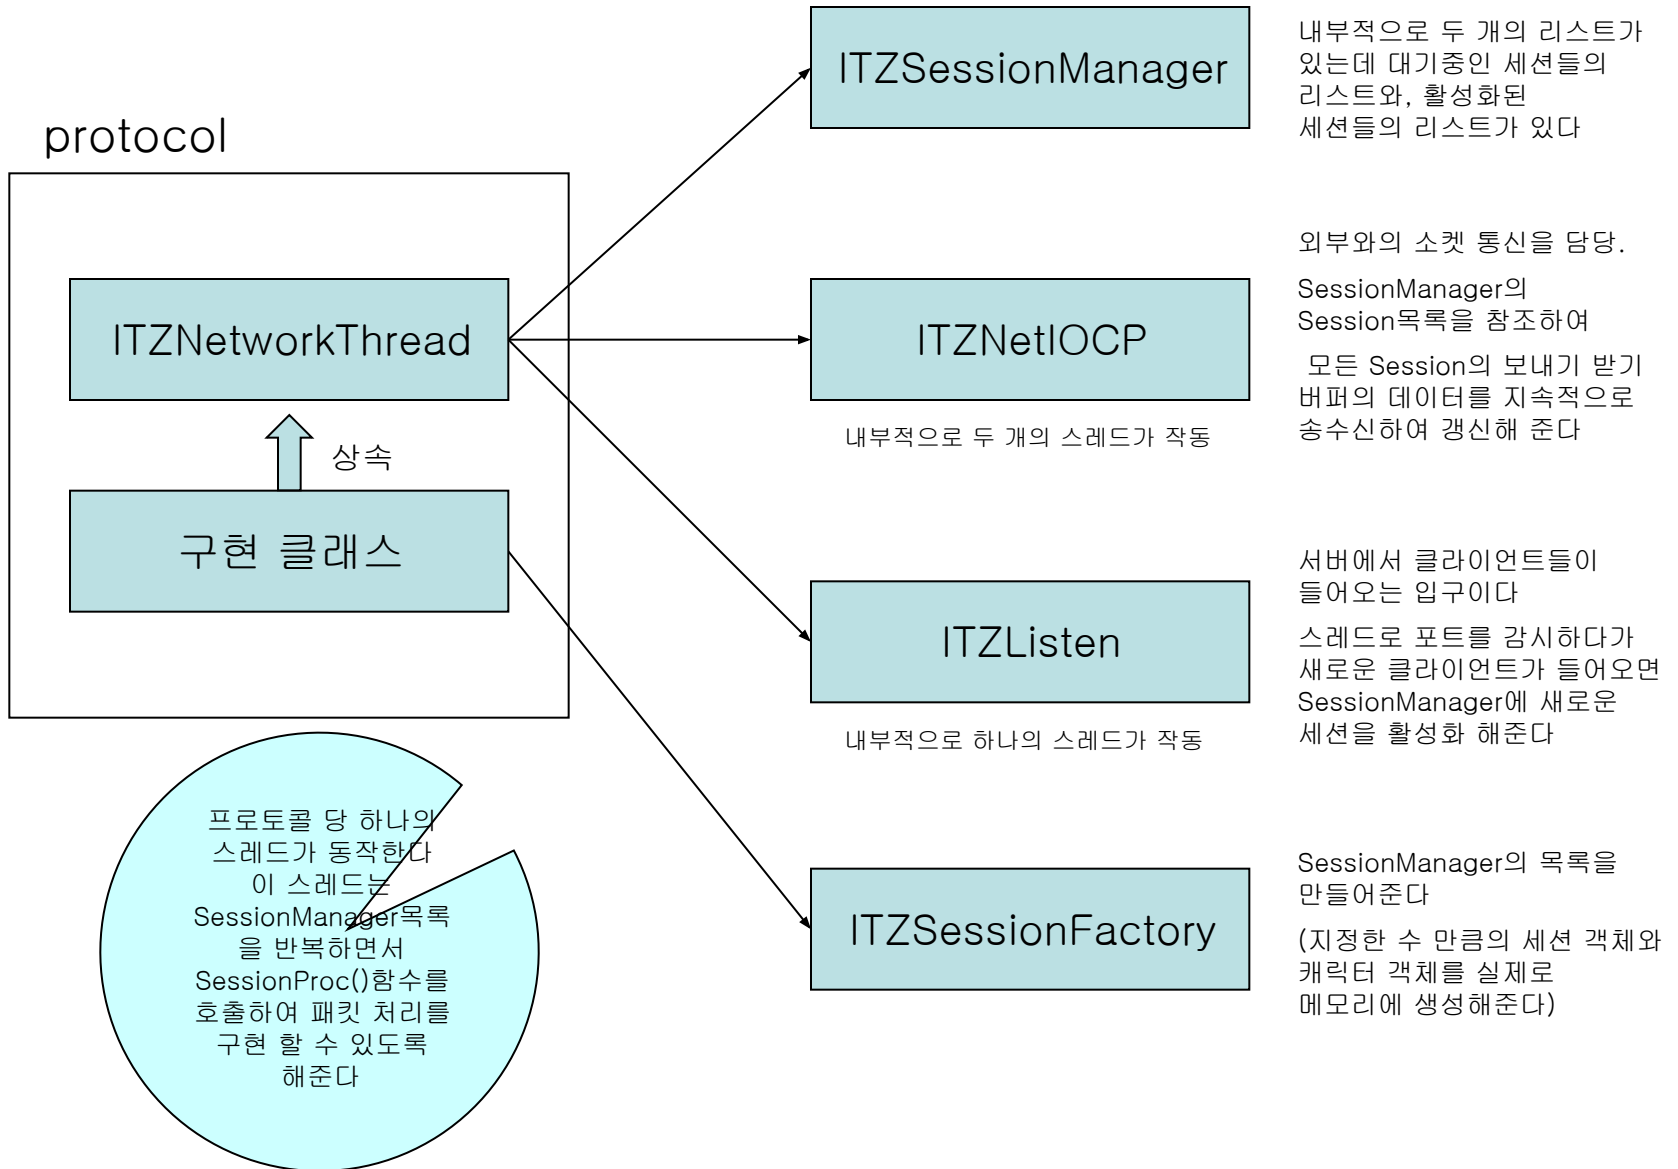 protocol
ITZNetworkThread
상속
구현 클래스
프로토콜 당 하나의
스레드가 동작한다
이 스레드는
SessionManager목록
을 반복하면서
SessionProc()함수를
호출하여 패킷 처리를
구현 할 수 있도록
해준다
ITZSessionManager
내부적으로 두 개의 리스트가
있는데 대기중인 세션들의
리스트와, 활성화된
세션들의 리스트가 있다
ITZNetIOCP
내부적으로 두 개의 스레드가 작동
외부와의 소켓 통신을 담당.
SessionManager의
Session목록을 참조하여
모든 Session의 보내기 받기
버퍼의 데이터를 지속적으로
송수신하여 갱신해 준다
ITZListen
내부적으로 하나의 스레드가 작동
서버에서 클라이언트들이
들어오는 입구이다
스레드로 포트를 감시하다가
새로운 클라이언트가 들어오면
SessionManager에 새로운
세션을 활성화 해준다
ITZSessionFactory
SessionManager의 목록을
만들어준다
(지정한 수 만큼의 세션 객체와
캐릭터 객체를 실제로
메모리에 생성해준다)